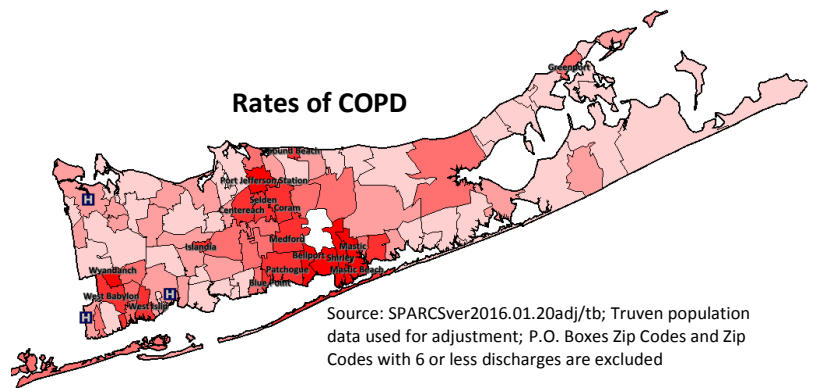 Greenport
Rates of COPD
Sound Beach
Port Jefferson Station
Selden
Centereach
Coram
Medford
Islandia
Mastic
Bellport
Shirley
Wyandanch
Patchogue
Mastic Beach
Blue Point
West Babylon
H
H
West Islip
H
Source: SPARCSver2016.01.20adj/tb; Truven population
data used for adjustment; P.O. Boxes Zip Codes and Zip
Codes with 6 or less discharges are excluded